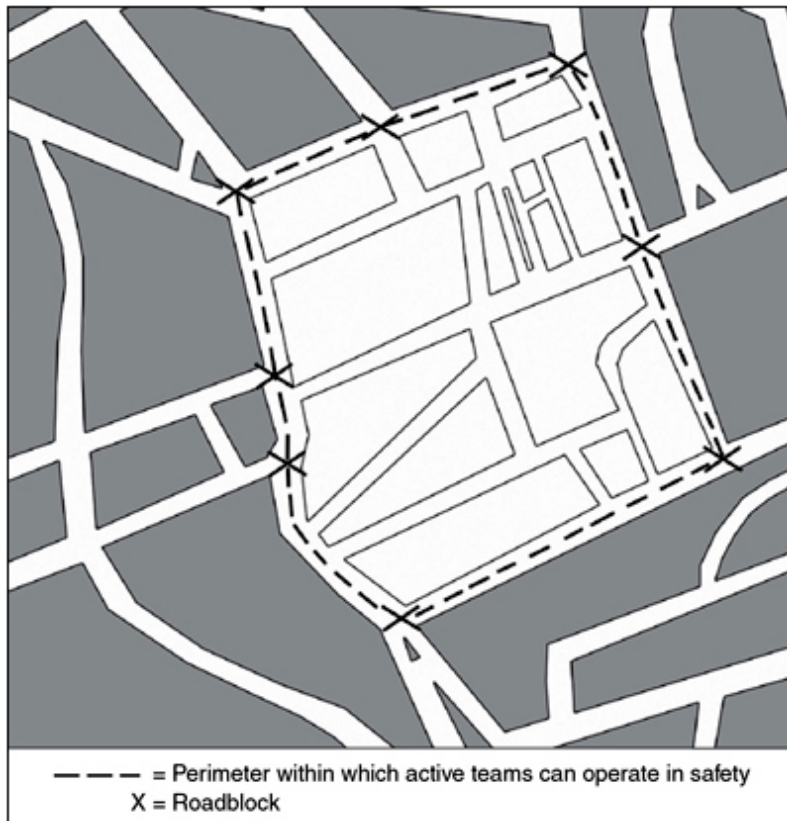 = Perimeter within which active teams can operate in safety
X = Roadblock